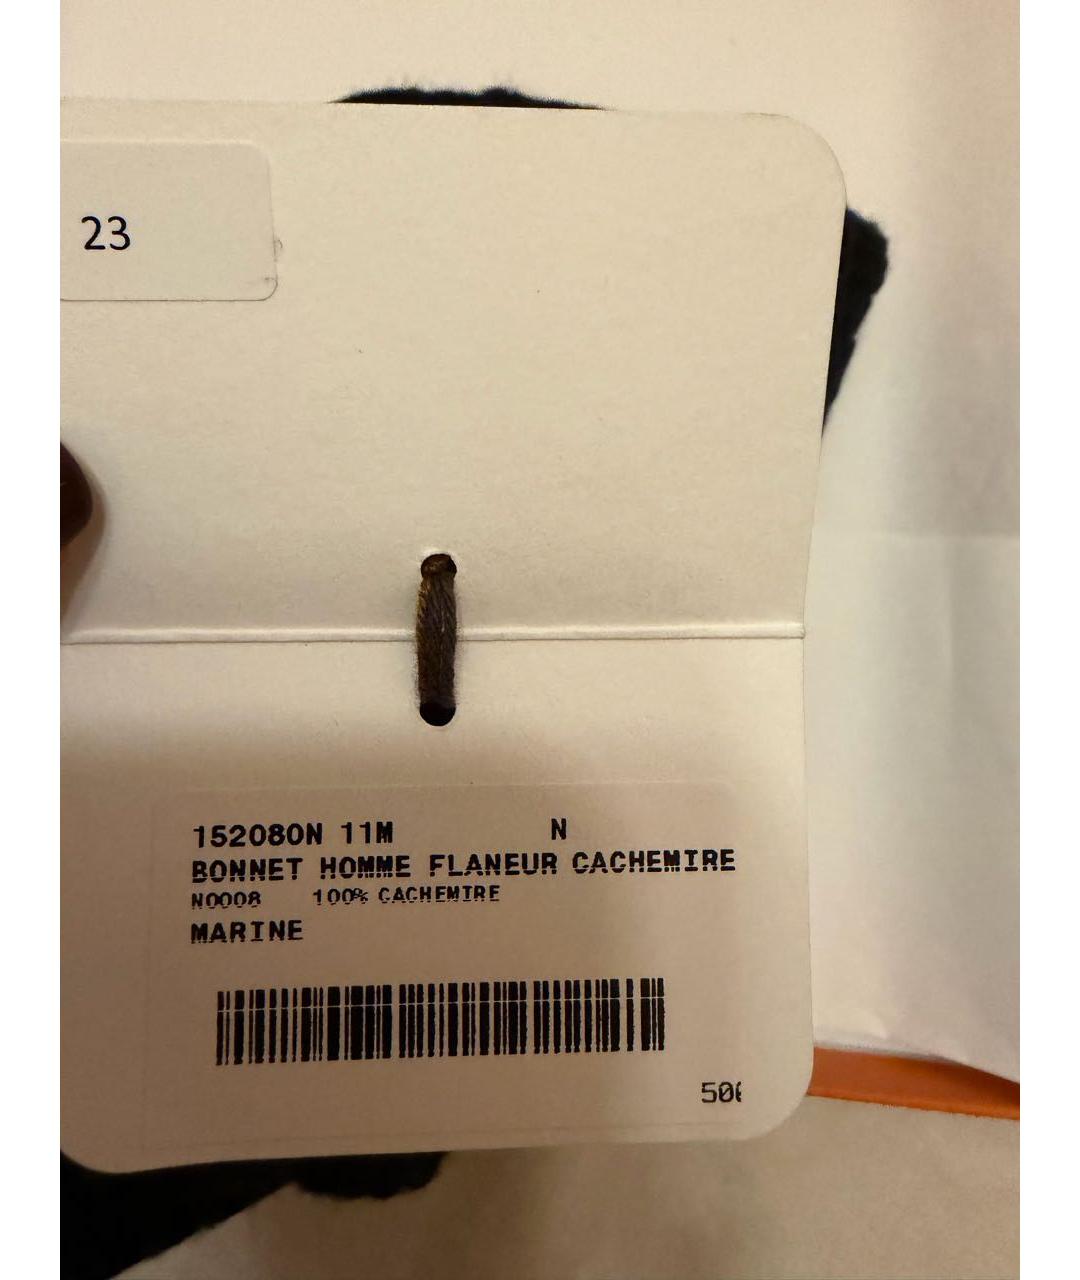 23
152080N 11M N
BONNET HOMME FLANEUR CACHEMIRE
N0008 100% CACHEMIRE
MARINE